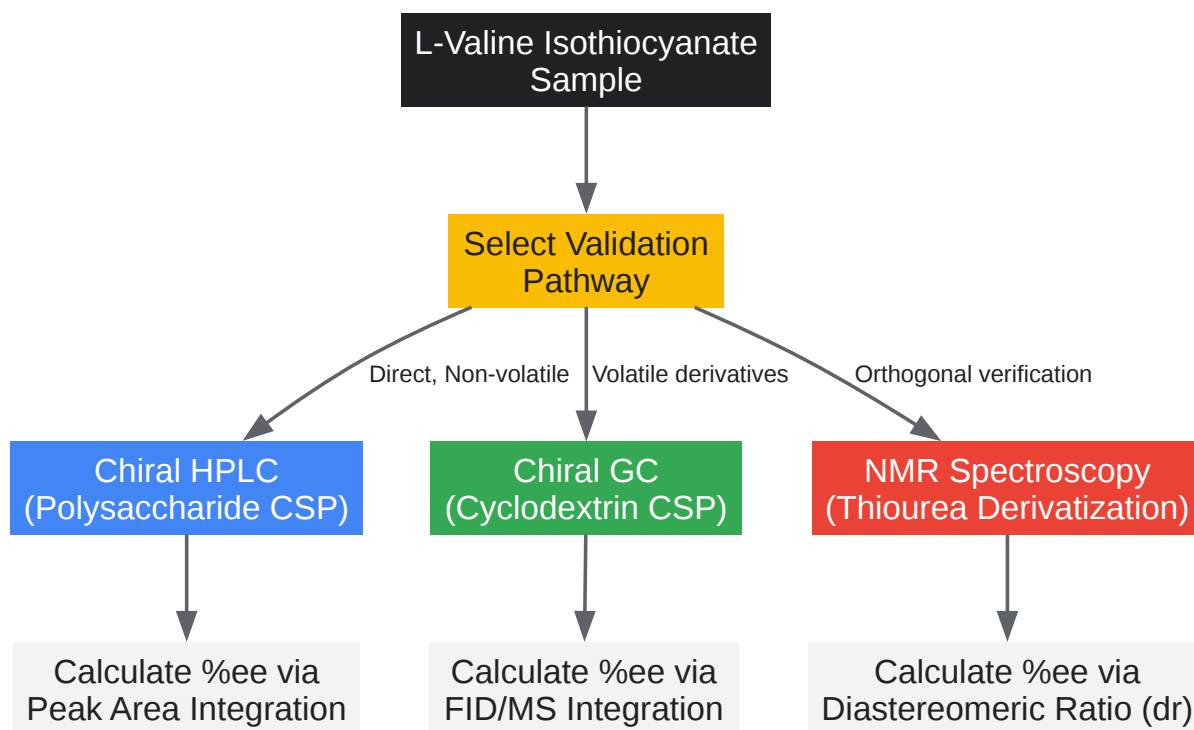 L-Valine Isothiocyanate
Sample
Select Validation
Pathway
Direct, Non-volatile
Volatile derivatives
Orthogonal verification
Chiral HPLC
(Polysaccharide CSP)
Chiral GC
(Cyclodextrin CSP)
NMR Spectroscopy
(Thiourea Derivatization)
Calculate %ee via
Peak Area Integration
Calculate %ee via
FID/MS Integration
Calculate %ee via
Diastereomeric Ratio (dr)